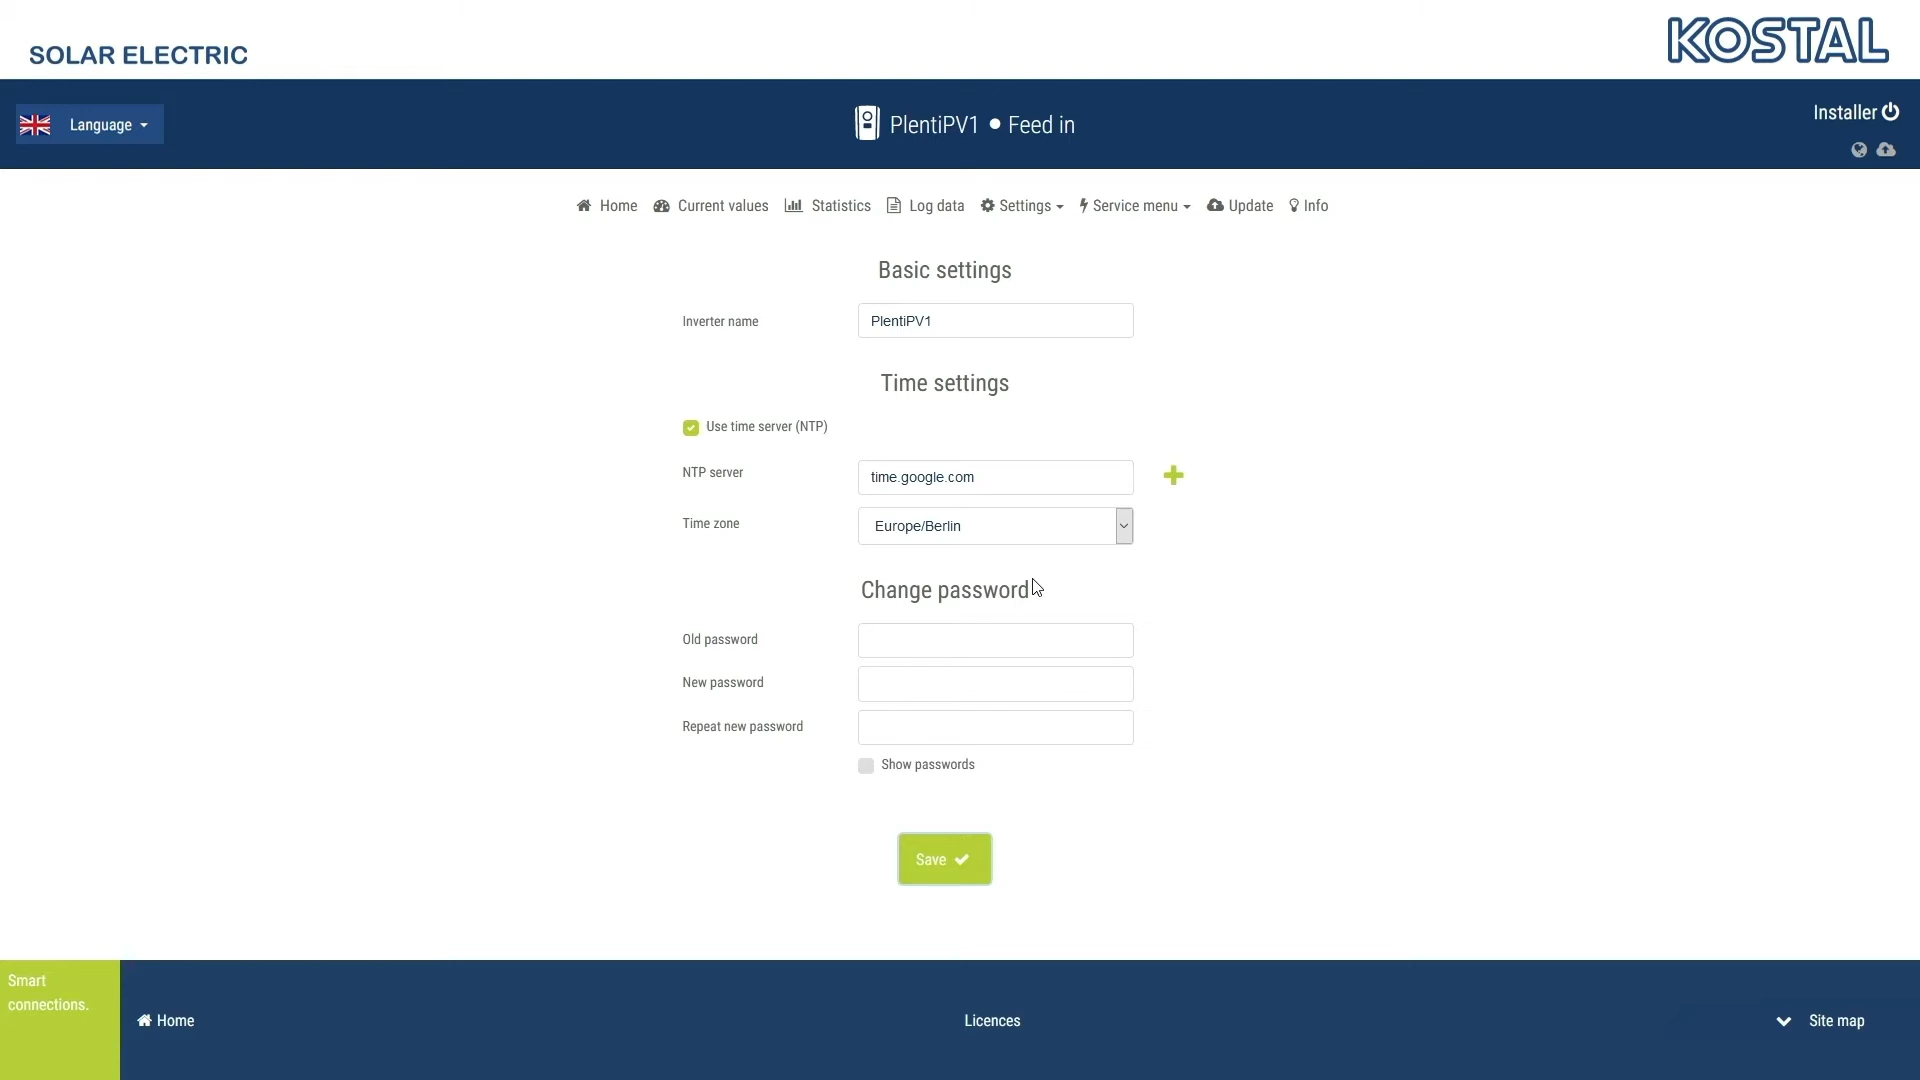 SOLAR ELECTRIC
KOSTAL
Language
PlentiPV1 • Feed in
Installer
Home
Current values
Statistics
Log data
Settings
Service menu
Update
Info
Basic settings
Inverter name
PlentiPV1
Time settings
Use time server (NTP)
NTP server
time.google.com
Time zone
Europe/Berlin
Change password
Old password
New password
Repeat new password
Show passwords
Save
Smart
connections.
Home
Licences
Site map